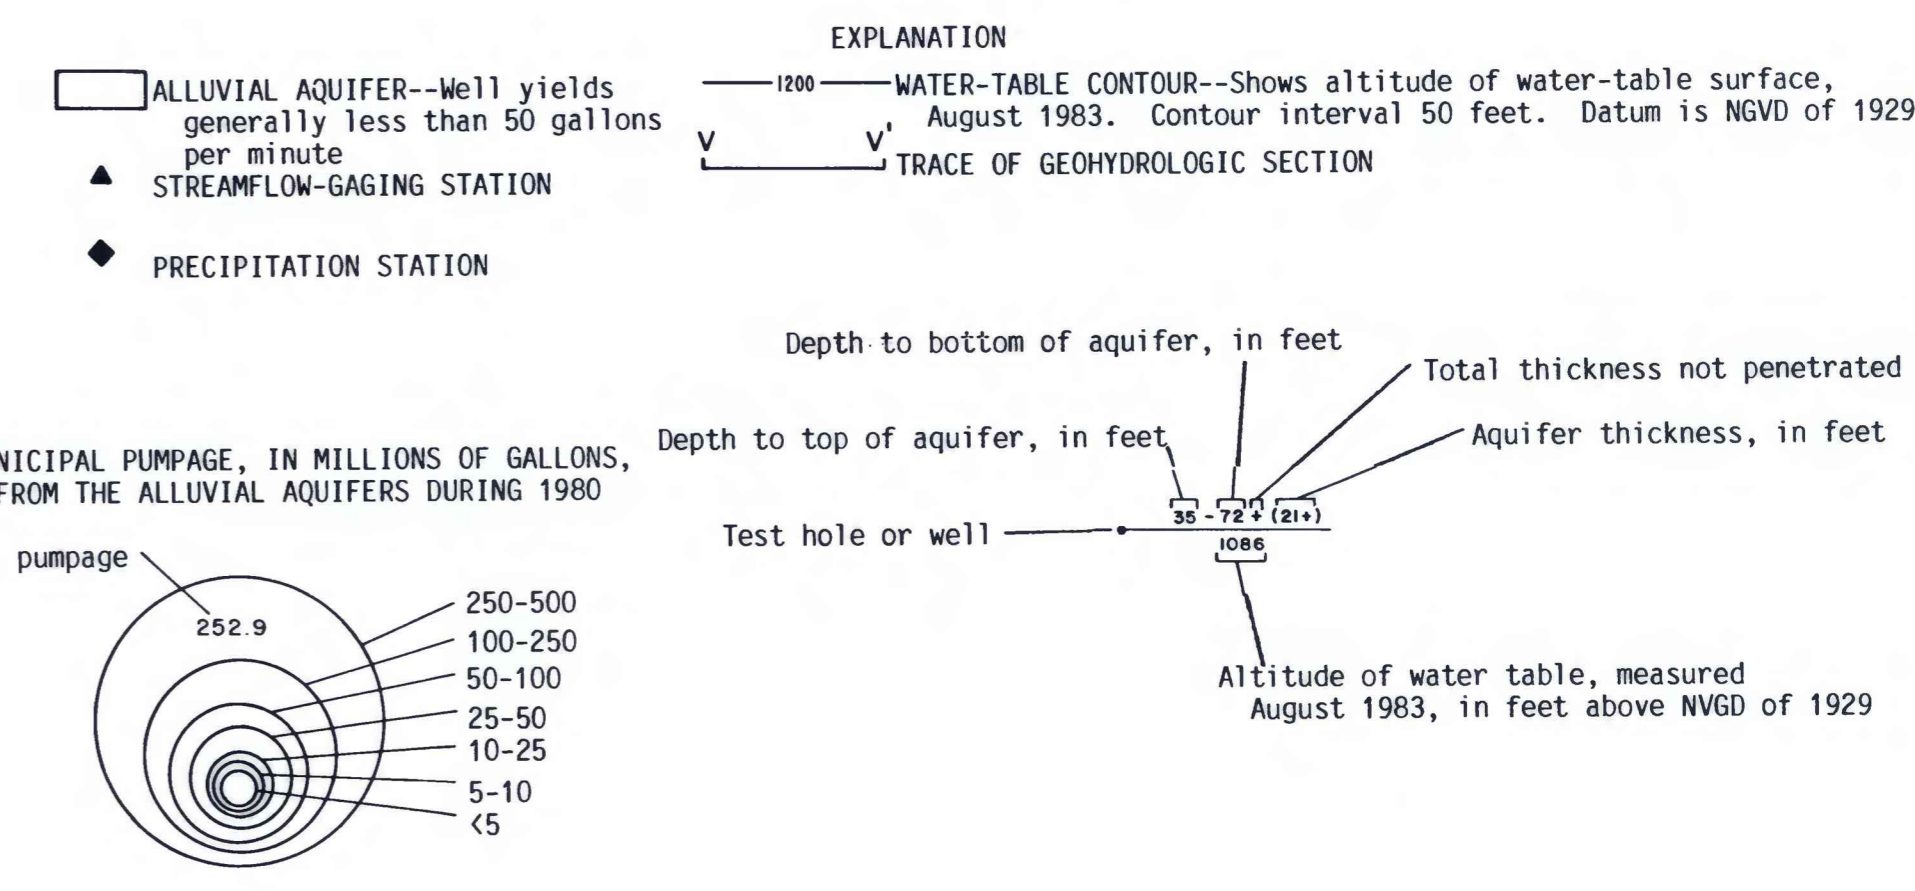 EXPLANATION
ALLUVIAL AQUIFER--Well yields
generally less than 50 gallons
per minute
STREAMFLOW-GAGING STATION
PRECIPITATION STATION
1200
WATER-TABLE CONTOUR--Shows altitude of water-table surface,
August 1983. Contour interval 50 feet. Datum is NGVD of 1929
V V'
TRACE OF GEOHYDROLOGIC SECTION
NICIPAL PUMPAGE, IN MILLIONS OF GALLONS,
FROM THE ALLUVIAL AQUIFERS DURING 1980
pumpage
252.9
250-500
100-250
50-100
25-50
10-25
5-10
<5
Depth to bottom of aquifer, in feet
Total thickness not penetrated
Depth to top of aquifer, in feet
Aquifer thickness, in feet
35 - 72 + (21+)
Test hole or well
1086
Altitude of water table, measured
August 1983, in feet above NVGD of 1929